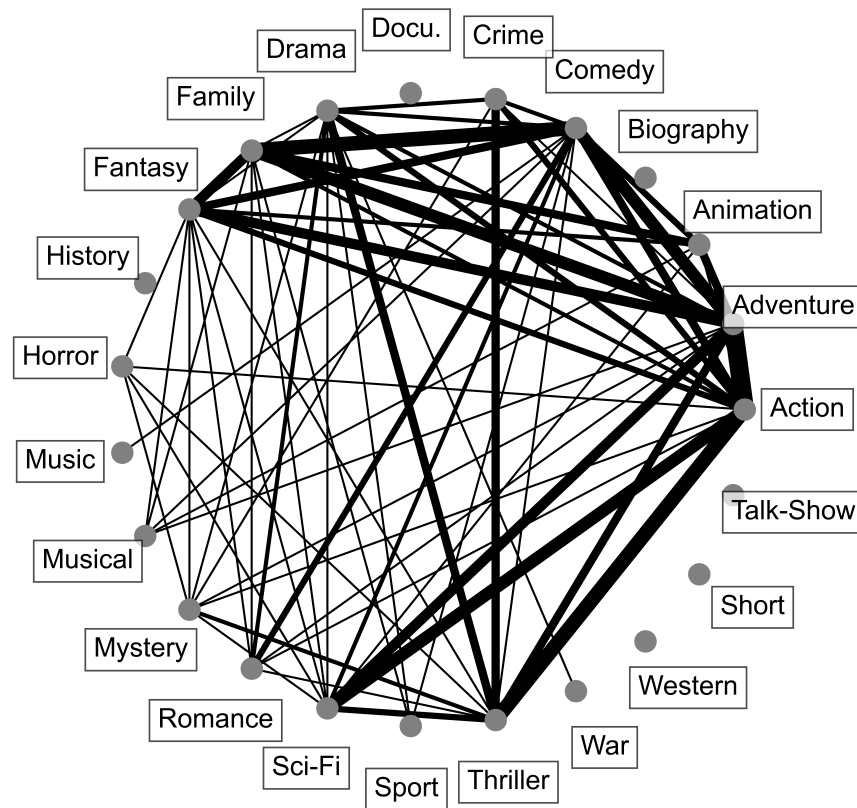 Docu.
Crime
Drama
Comedy
Family
Biography
Fantasy
Animation
History
Adventure
Horror
Action
Music
Talk-Show
Musical
Short
Mystery
Western
Romance
War
Sci-Fi
Sport
Thriller